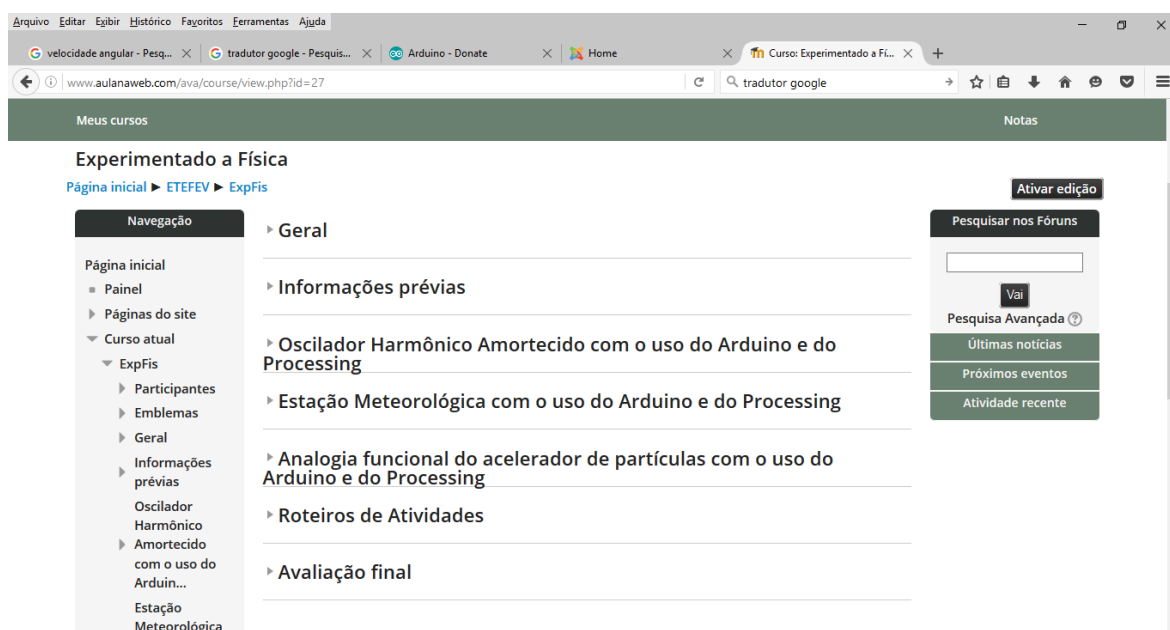 Arquivo Editar Exibir Histórico Favoritos Ferramentas Ajuda
velocidade angular - Pesq...
tradutor google - Pesquis...
Arduino - Donate
Home
Curso: Experimentado a Fí...
www.aulanaweb.com/ava/course/view.php?id=27
tradutor google
Meus cursos
Notas
Experimentado a Física
Página inicial ► ETEFEV ► ExpFis
Ativar edição
Navegação
Página inicial
Painel
Páginas do site
Curso atual
ExpFis
Participantes
Emblemas
Geral
Informações
prévias
Oscilador
Harmônico
Amortecido
com o uso do
Arduin...
Estação
Meteorológica
Geral
Informações prévias
Oscilador Harmônico Amortecido com o uso do Arduino e do
Processing
Estação Meteorológica com o uso do Arduino e do Processing
Analogia funcional do acelerador de partículas com o uso do
Arduino e do Processing
Roteiros de Atividades
Avaliação final
Pesquisar nos Fóruns
Vai
Pesquisa Avançada
Últimas notícias
Próximos eventos
Atividade recente